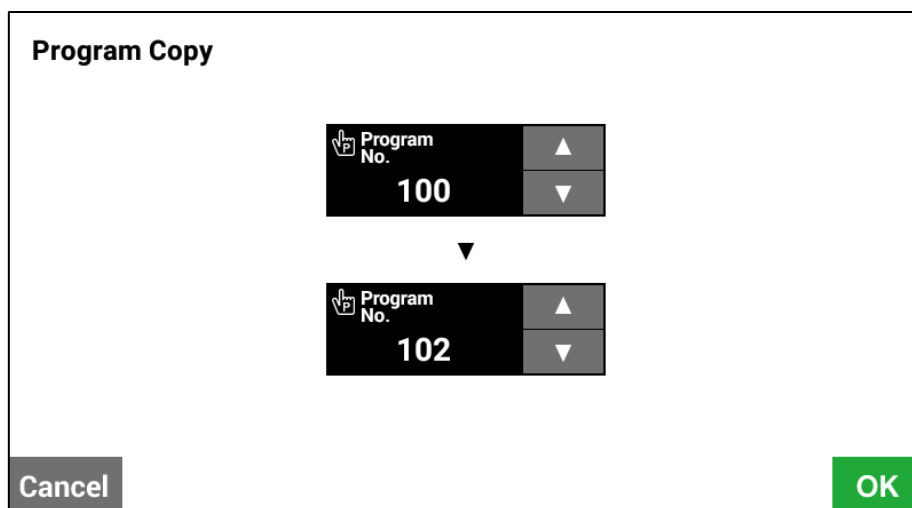 Program Copy
P Program
No.
100
▲
▼
▼
P Program
No.
102
▲
▼
Cancel
OK